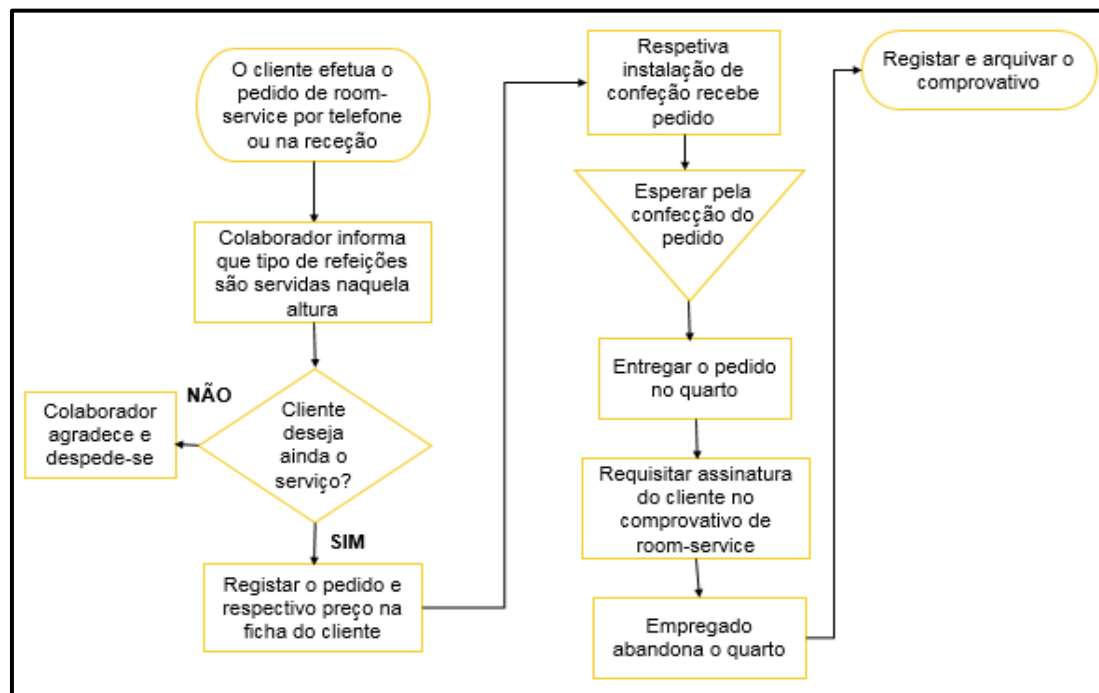 O cliente efetua o
pedido de room-
service por telefone
ou na receção
Colaborador informa
que tipo de refeições
são servidas naquela
altura
Cliente
deseja
ainda o
serviço?
NÃO
Colaborador
agradece e
despede-se
SIM
Registar o pedido e
respectivo preço na
ficha do cliente
Respetiva
instalação de
confeção recebe
pedido
Esperar pela
confecção do
pedido
Entregar o pedido
no quarto
Requisitar assinatura
do cliente no
comprovativo de
room-service
Empregado
abandona o quarto
Registar e arquivar o
comprovativo